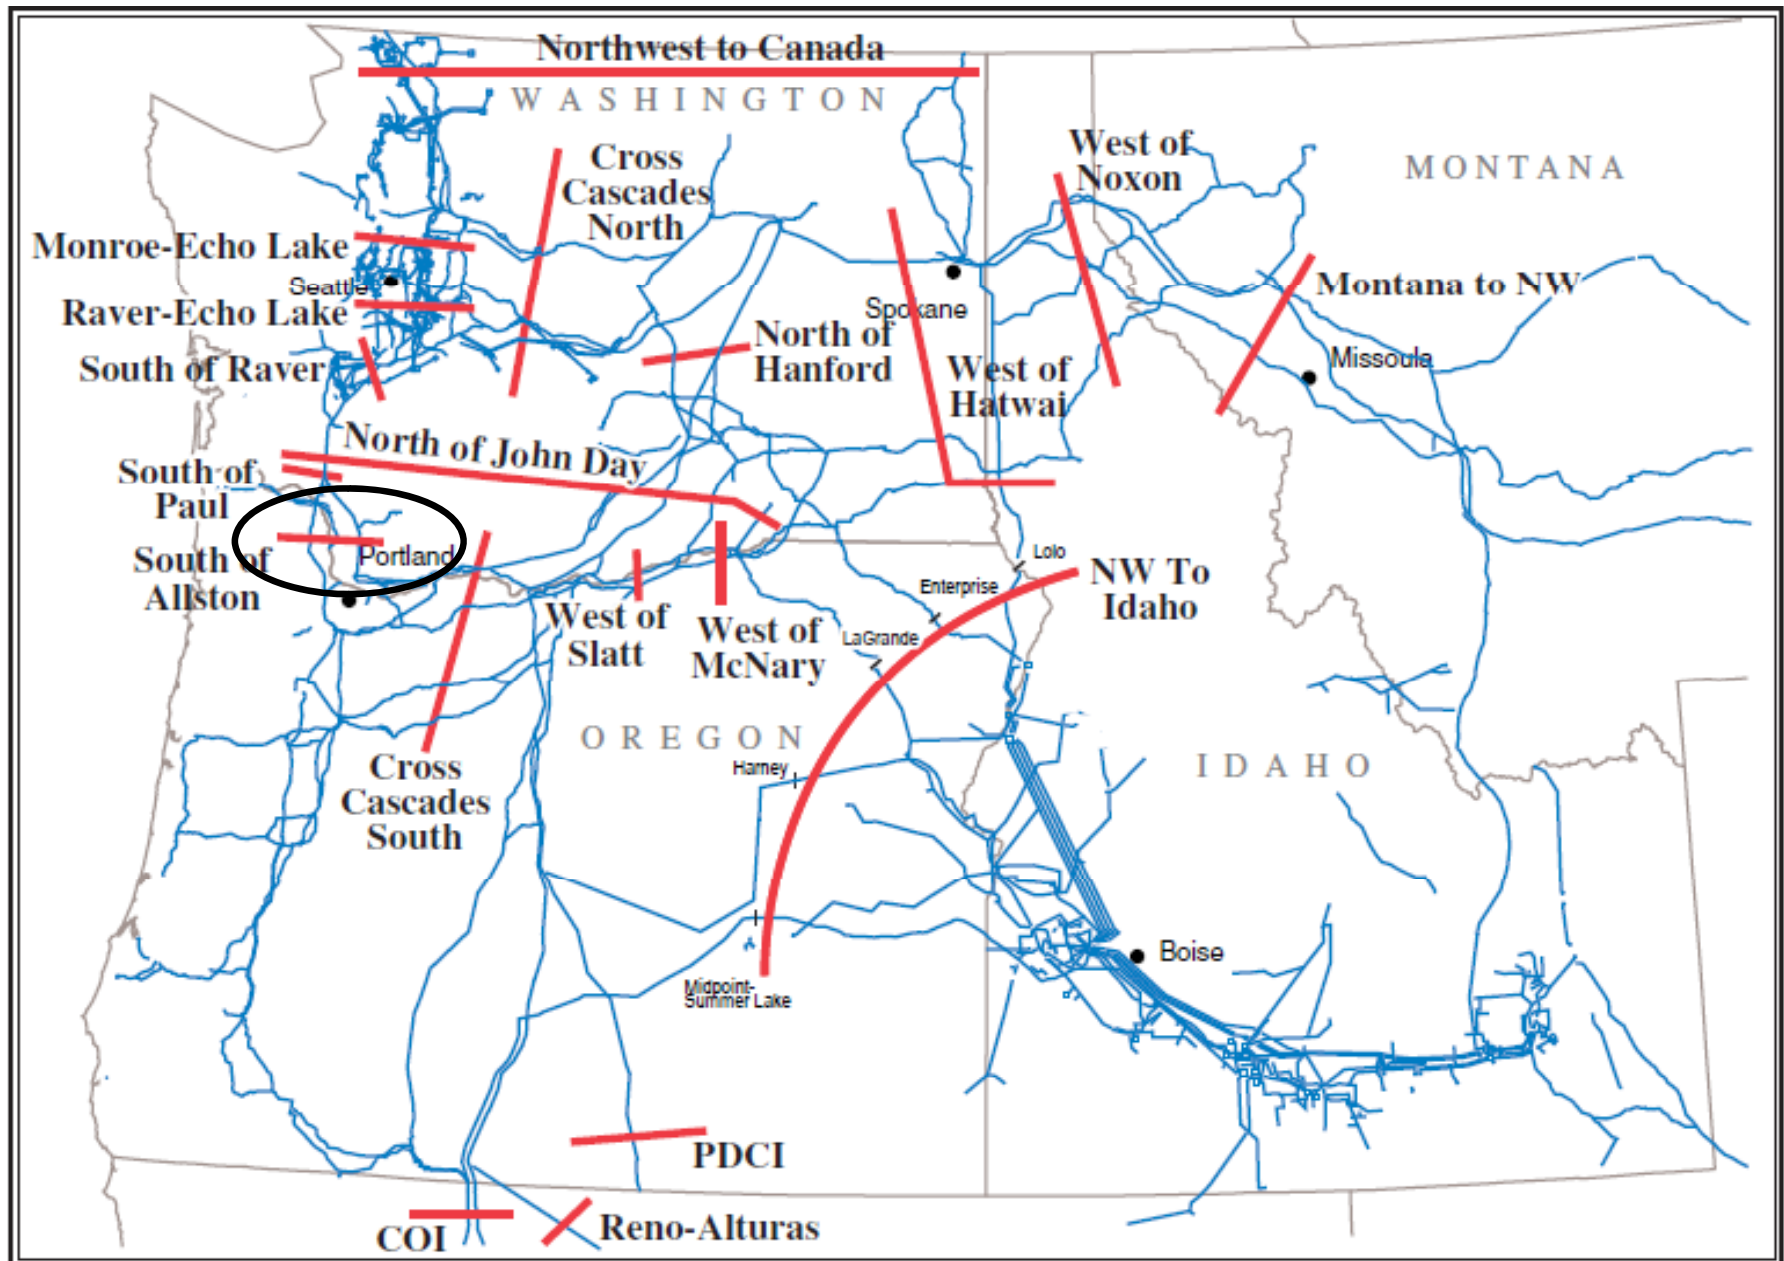 Northwest to Canada
WASHINGTON
Cross
Cascades
North
West of
Noxon
MONTANA
Monroe-Echo Lake
Seattle
Raver-Echo Lake
South of Raver
Spokane
North of
Hanford
West of
Hatwai
Montana to NW
Missoula
North of John Day
South of
Paul
South of
Allston
Portland
West of
Slatt
West of
McNary
Lolo
Enterprise
LaGrande
NW To
Idaho
OREGON
Harney
IDAHO
Cross
Cascades
South
Boise
Midpoint-
Summer Lake
PDCI
COI
Reno-Alturas